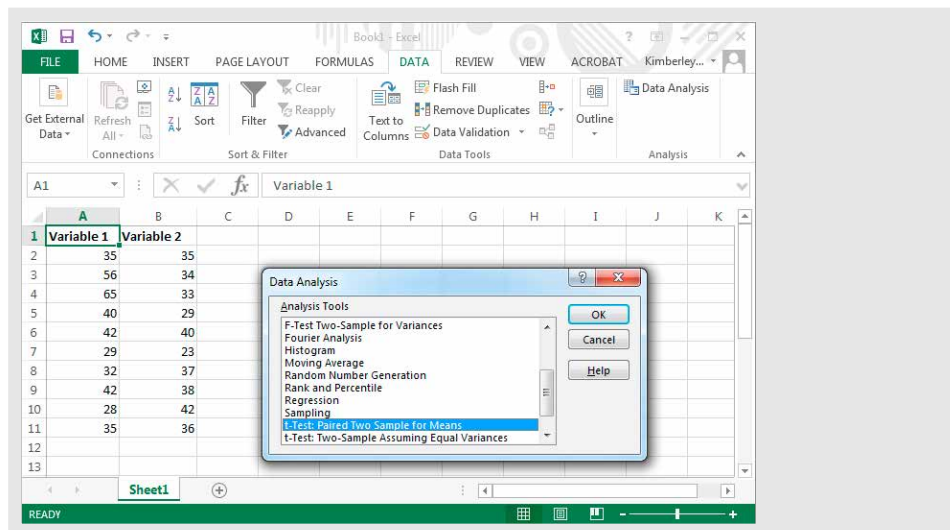 Book1 - Excel
FILE HOME INSERT PAGE LAYOUT FORMULAS DATA REVIEW VIEW ACROBAT Kimberley...
Get External Data
Refresh All
Connections
Sort
Filter
Clear
Reapply
Advanced
Sort & Filter
Text to Columns
Flash Fill
Remove Duplicates
Data Validation
Data Tools
Outline
Data Analysis
Analysis
A1 fx Variable 1
A B C D E F G H I J K
1 Variable 1 Variable 2
2 35 35
3 56 34
4 65 33
5 40 29
6 42 40
7 29 23
8 32 37
9 42 38
10 28 42
11 35 36
12
13
Data Analysis
Analysis Tools
F-Test Two-Sample for Variances
Fourier Analysis
Histogram
Moving Average
Random Number Generation
Rank and Percentile
Regression
Sampling
t-Test: Paired Two Sample for Means
t-Test: Two-Sample Assuming Equal Variances
OK
Cancel
Help
Sheet1
READY